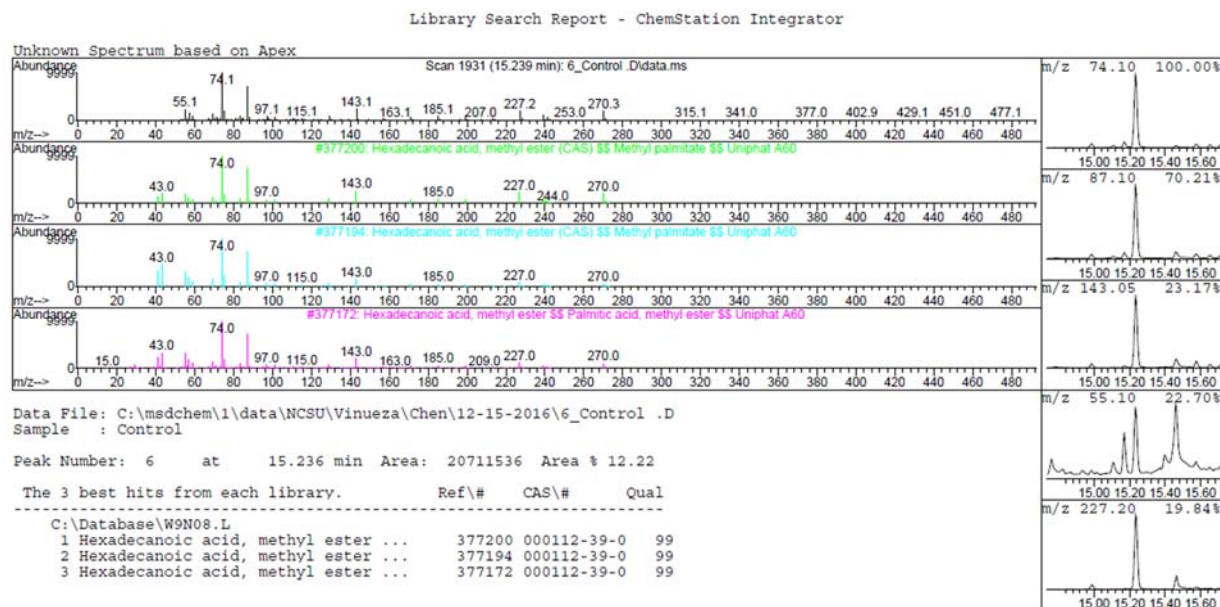 Library Search Report - ChemStation Integrator
Unknown Spectrum based on Apex
Abundance
Scan 1931 (15.239 min): 6_Control .D\data.ms
9999
74.1
55.1
97.1 115.1
143.1
163.1
185.1
207.0
227.2
253.0
270.3
315.1 341.0 377.0 402.9 429.1 451.0 477.1
0
m/z--> 0 20 40 60 80 100 120 140 160 180 200 220 240 260 280 300 320 340 360 380 400 420 440 460 480
Abundance
#377200: Hexadecanoic acid, methyl ester (CAS) $$ Methyl palmitate $$ Uniphat A60
9999
74.0
43.0
97.0
143.0
185.0
227.0
244.0
270.0
0
m/z--> 0 20 40 60 80 100 120 140 160 180 200 220 240 260 280 300 320 340 360 380 400 420 440 460 480
Abundance
#377194: Hexadecanoic acid, methyl ester (CAS) $$ Methyl palmitate $$ Uniphat A60
9999
74.0
43.0
97.0 115.0
143.0
185.0
227.0
270.0
0
m/z--> 0 20 40 60 80 100 120 140 160 180 200 220 240 260 280 300 320 340 360 380 400 420 440 460 480
Abundance
#377172: Hexadecanoic acid, methyl ester $$ Palmitic acid, methyl ester $$ Uniphat A60
9999
74.0
43.0
15.0
97.0 115.0
143.0
163.0
185.0
209.0
227.0
270.0
0
m/z--> 0 20 40 60 80 100 120 140 160 180 200 220 240 260 280 300 320 340 360 380 400 420 440 460 480
m/z 74.10 100.00%
15.00 15.20 15.40 15.60
m/z 87.10 70.21%
15.00 15.20 15.40 15.60
m/z 143.05 23.17%
15.00 15.20 15.40 15.60
m/z 55.10 22.70%
15.00 15.20 15.40 15.60
m/z 227.20 19.84%
15.00 15.20 15.40 15.60
Data File: C:\msdchem\1\data\NCSU\Vinueza\Chen\12-15-2016\6_Control .D
Sample : Control
Peak Number: 6 at 15.236 min Area: 20711536 Area % 12.22
The 3 best hits from each library. Ref\# CAS\# Qual
---------------------------------------------------------------------
C:\Database\W9N08.L
1 Hexadecanoic acid, methyl ester ... 377200 000112-39-0 99
2 Hexadecanoic acid, methyl ester ... 377194 000112-39-0 99
3 Hexadecanoic acid, methyl ester ... 377172 000112-39-0 99